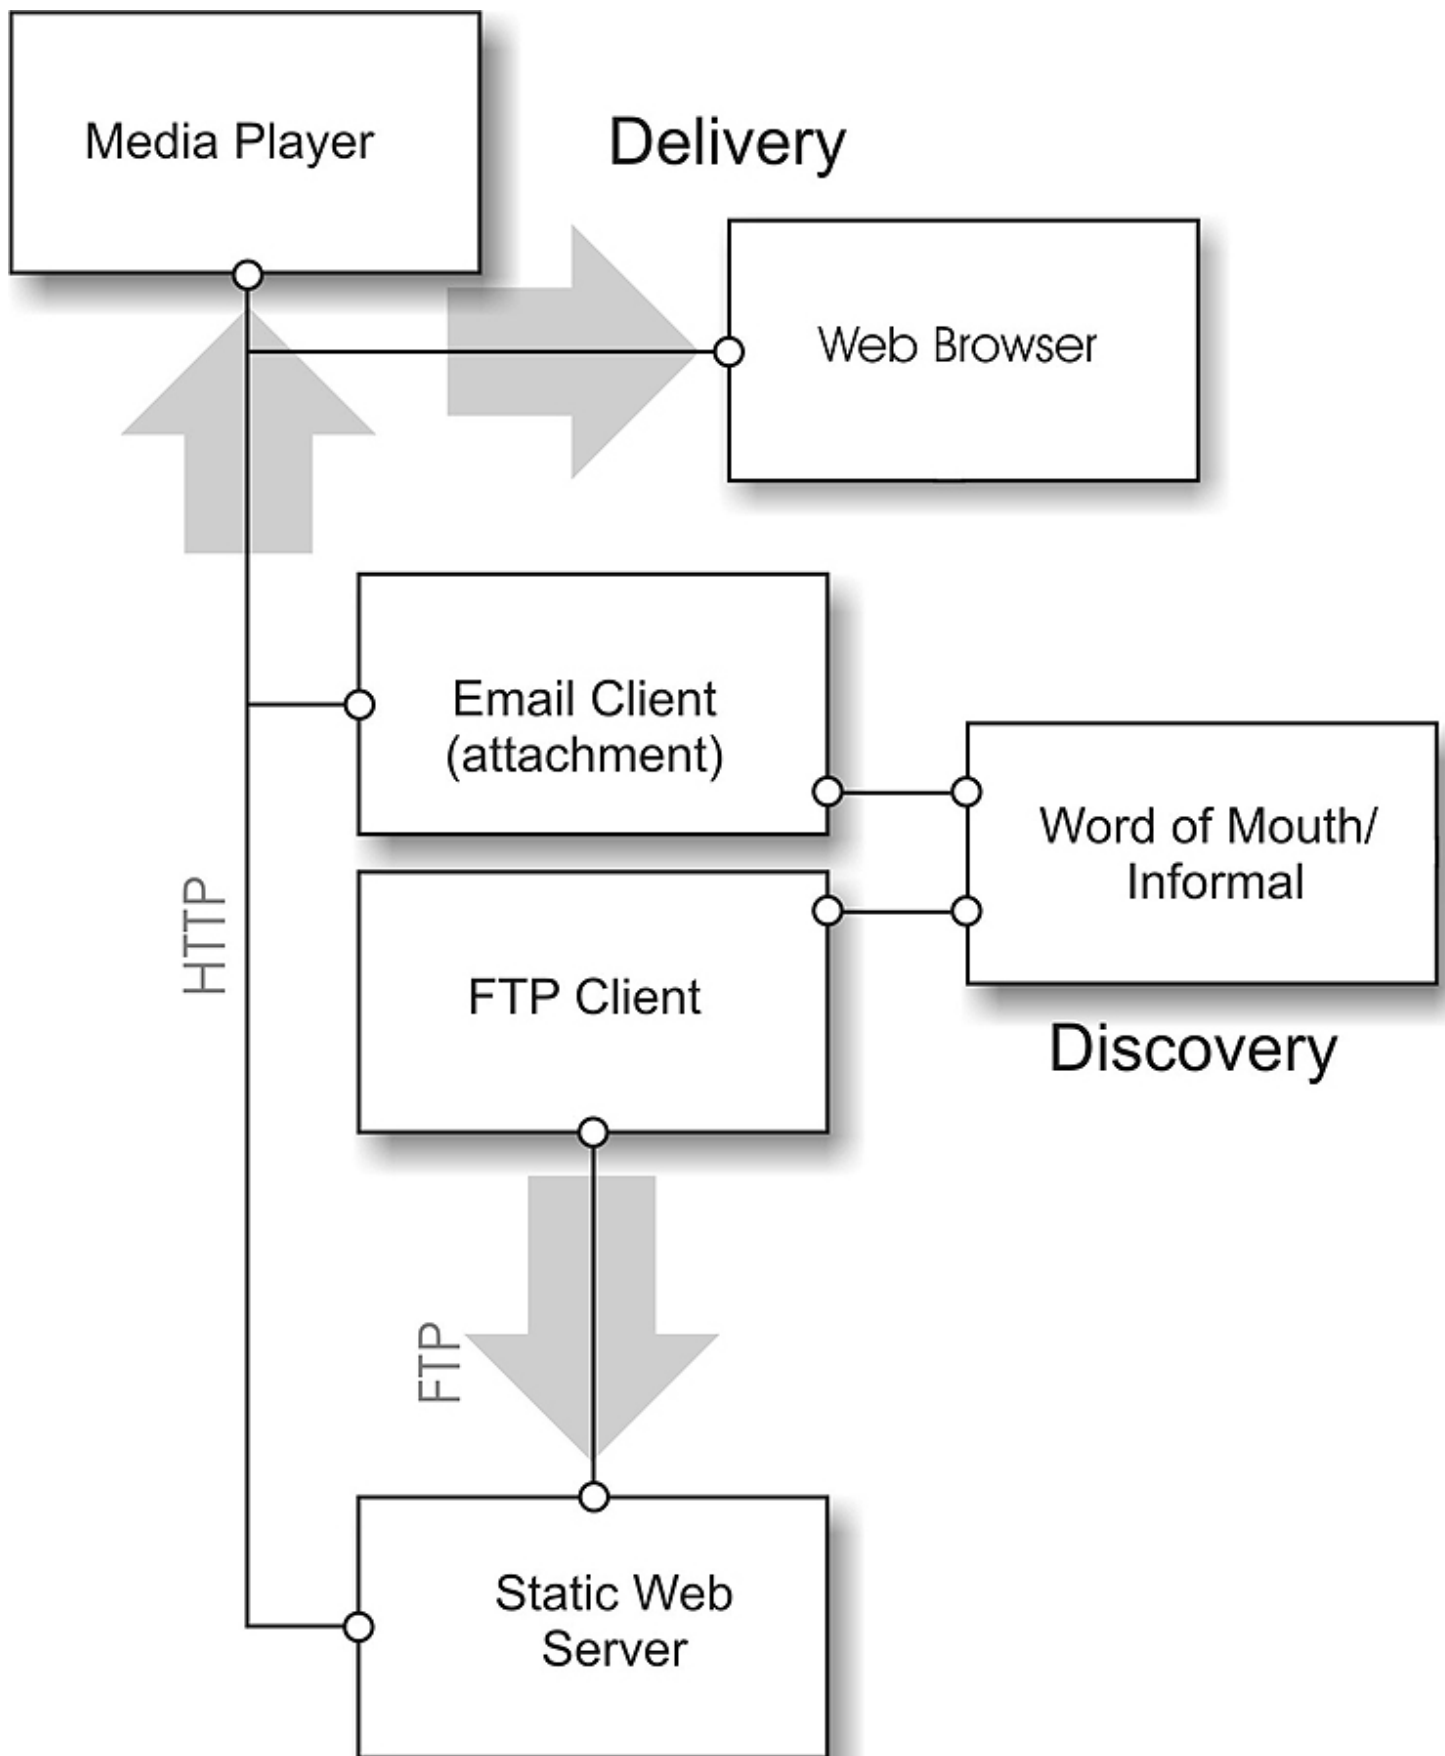 Media Player
Delivery
Web Browser
Email Client
(attachment)
Word of Mouth/
Informal
HTTP
FTP Client
Discovery
FTP
Static Web
Server